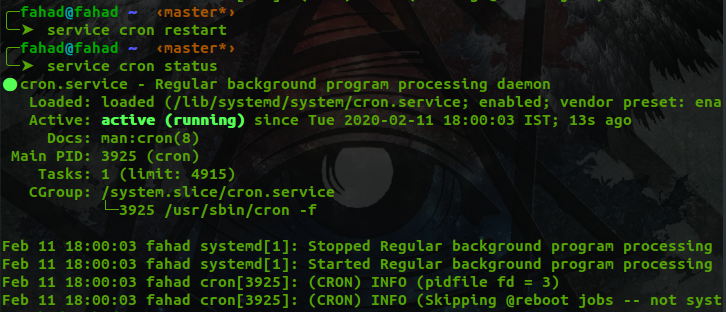 fahad@fahad ~ ‹master*›
➤ service cron restart
fahad@fahad ~ ‹master*›
➤ service cron status
● cron.service - Regular background program processing daemon
Loaded: loaded (/lib/systemd/system/cron.service; enabled; vendor preset: ena
Active: active (running) since Tue 2020-02-11 18:00:03 IST; 13s ago
Docs: man:cron(8)
Main PID: 3925 (cron)
Tasks: 1 (limit: 4915)
CGroup: /system.slice/cron.service
└─3925 /usr/sbin/cron -f
Feb 11 18:00:03 fahad systemd[1]: Stopped Regular background program processing
Feb 11 18:00:03 fahad systemd[1]: Started Regular background program processing
Feb 11 18:00:03 fahad cron[3925]: (CRON) INFO (pidfile fd = 3)
Feb 11 18:00:03 fahad cron[3925]: (CRON) INFO (Skipping @reboot jobs -- not syst